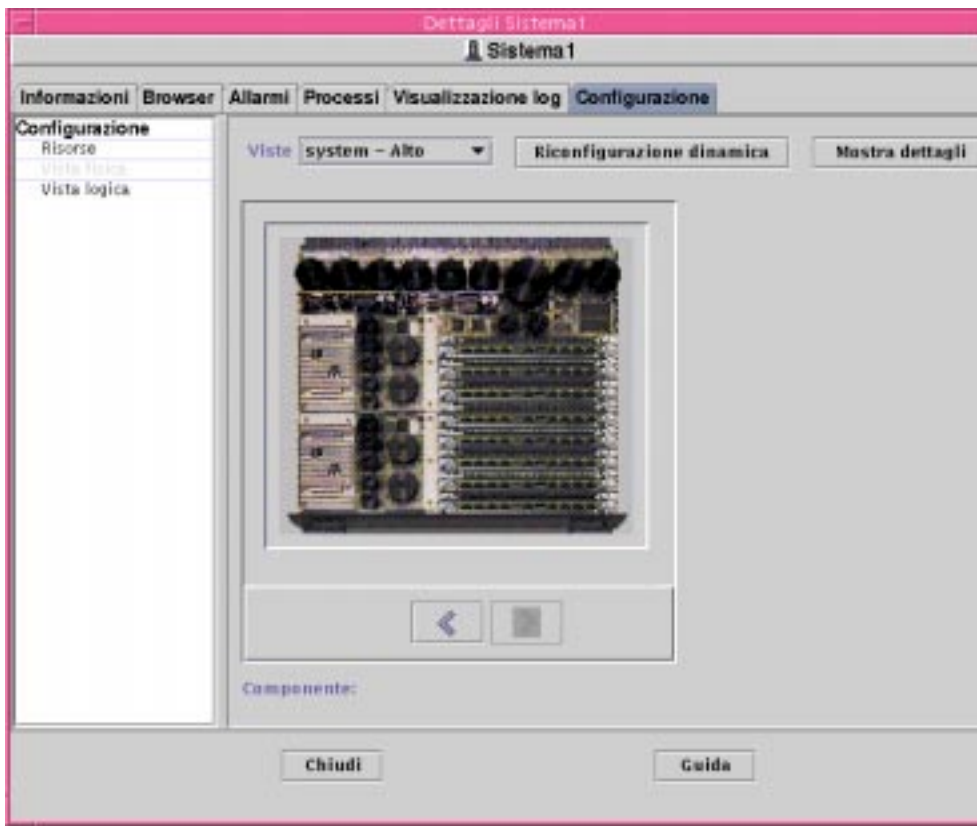 Dettagli Sistema1
Sistema1
Informazioni Browser Allarmi Processi Visualizzazione log Configurazione
Configurazione
Risorse
Vista fisica
Vista logica
Viste system – Alto Riconfigurazione dinamica Mostra dettagli
Componente:
Chiudi Guida